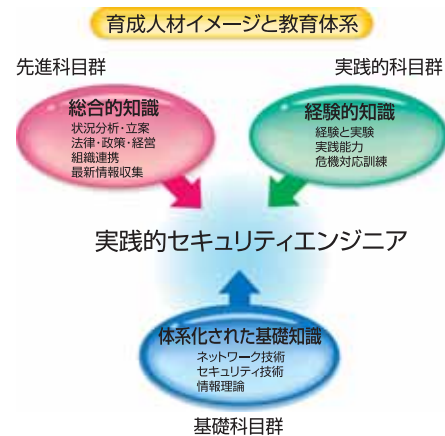 育成人材イメージと教育体系
先進科目群
実践的科目群
総合的知識
状況分析・立案
法律・政策・経営
組織連携
最新情報収集
経験的知識
経験と実験
実践能力
危機対応訓練
実践的セキュリティエンジニア
体系化された基礎知識
ネットワーク技術
セキュリティ技術
情報理論
基礎科目群